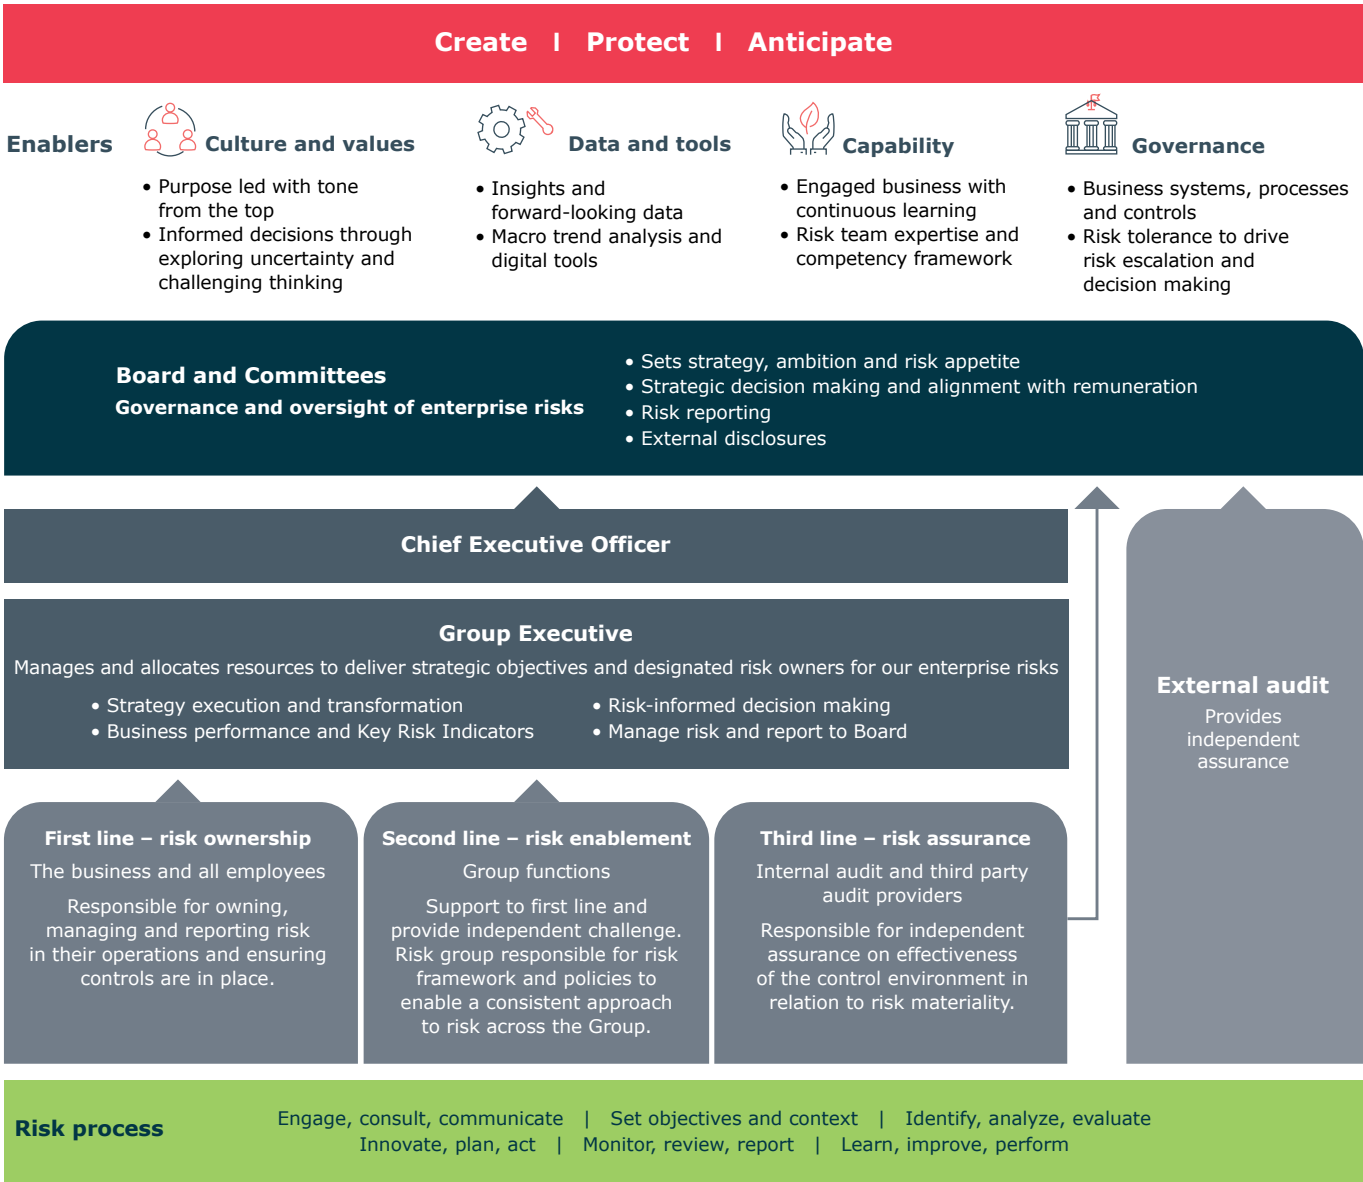 Create | Protect | Anticipate
Enablers
Culture and values
• Purpose led with tone
from the top
• Informed decisions through
exploring uncertainty and
challenging thinking
Data and tools
• Insights and
forward-looking data
• Macro trend analysis and
digital tools
Capability
• Engaged business with
continuous learning
• Risk team expertise and
competency framework
Governance
• Business systems, processes
and controls
• Risk tolerance to drive
risk escalation and
decision making
Board and Committees
Governance and oversight of enterprise risks
• Sets strategy, ambition and risk appetite
• Strategic decision making and alignment with remuneration
• Risk reporting
• External disclosures
Chief Executive Officer
Group Executive
Manages and allocates resources to deliver strategic objectives and designated risk owners for our enterprise risks
• Strategy execution and transformation
• Business performance and Key Risk Indicators
• Risk-informed decision making
• Manage risk and report to Board
External audit
Provides
independent
assurance
First line – risk ownership
The business and all employees
Responsible for owning,
managing and reporting risk
in their operations and ensuring
controls are in place.
Second line – risk enablement
Group functions
Support to first line and
provide independent challenge.
Risk group responsible for risk
framework and policies to
enable a consistent approach
to risk across the Group.
Third line – risk assurance
Internal audit and third party
audit providers
Responsible for independent
assurance on effectiveness
of the control environment in
relation to risk materiality.
Risk process
Engage, consult, communicate | Set objectives and context | Identify, analyze, evaluate
Innovate, plan, act | Monitor, review, report | Learn, improve, perform